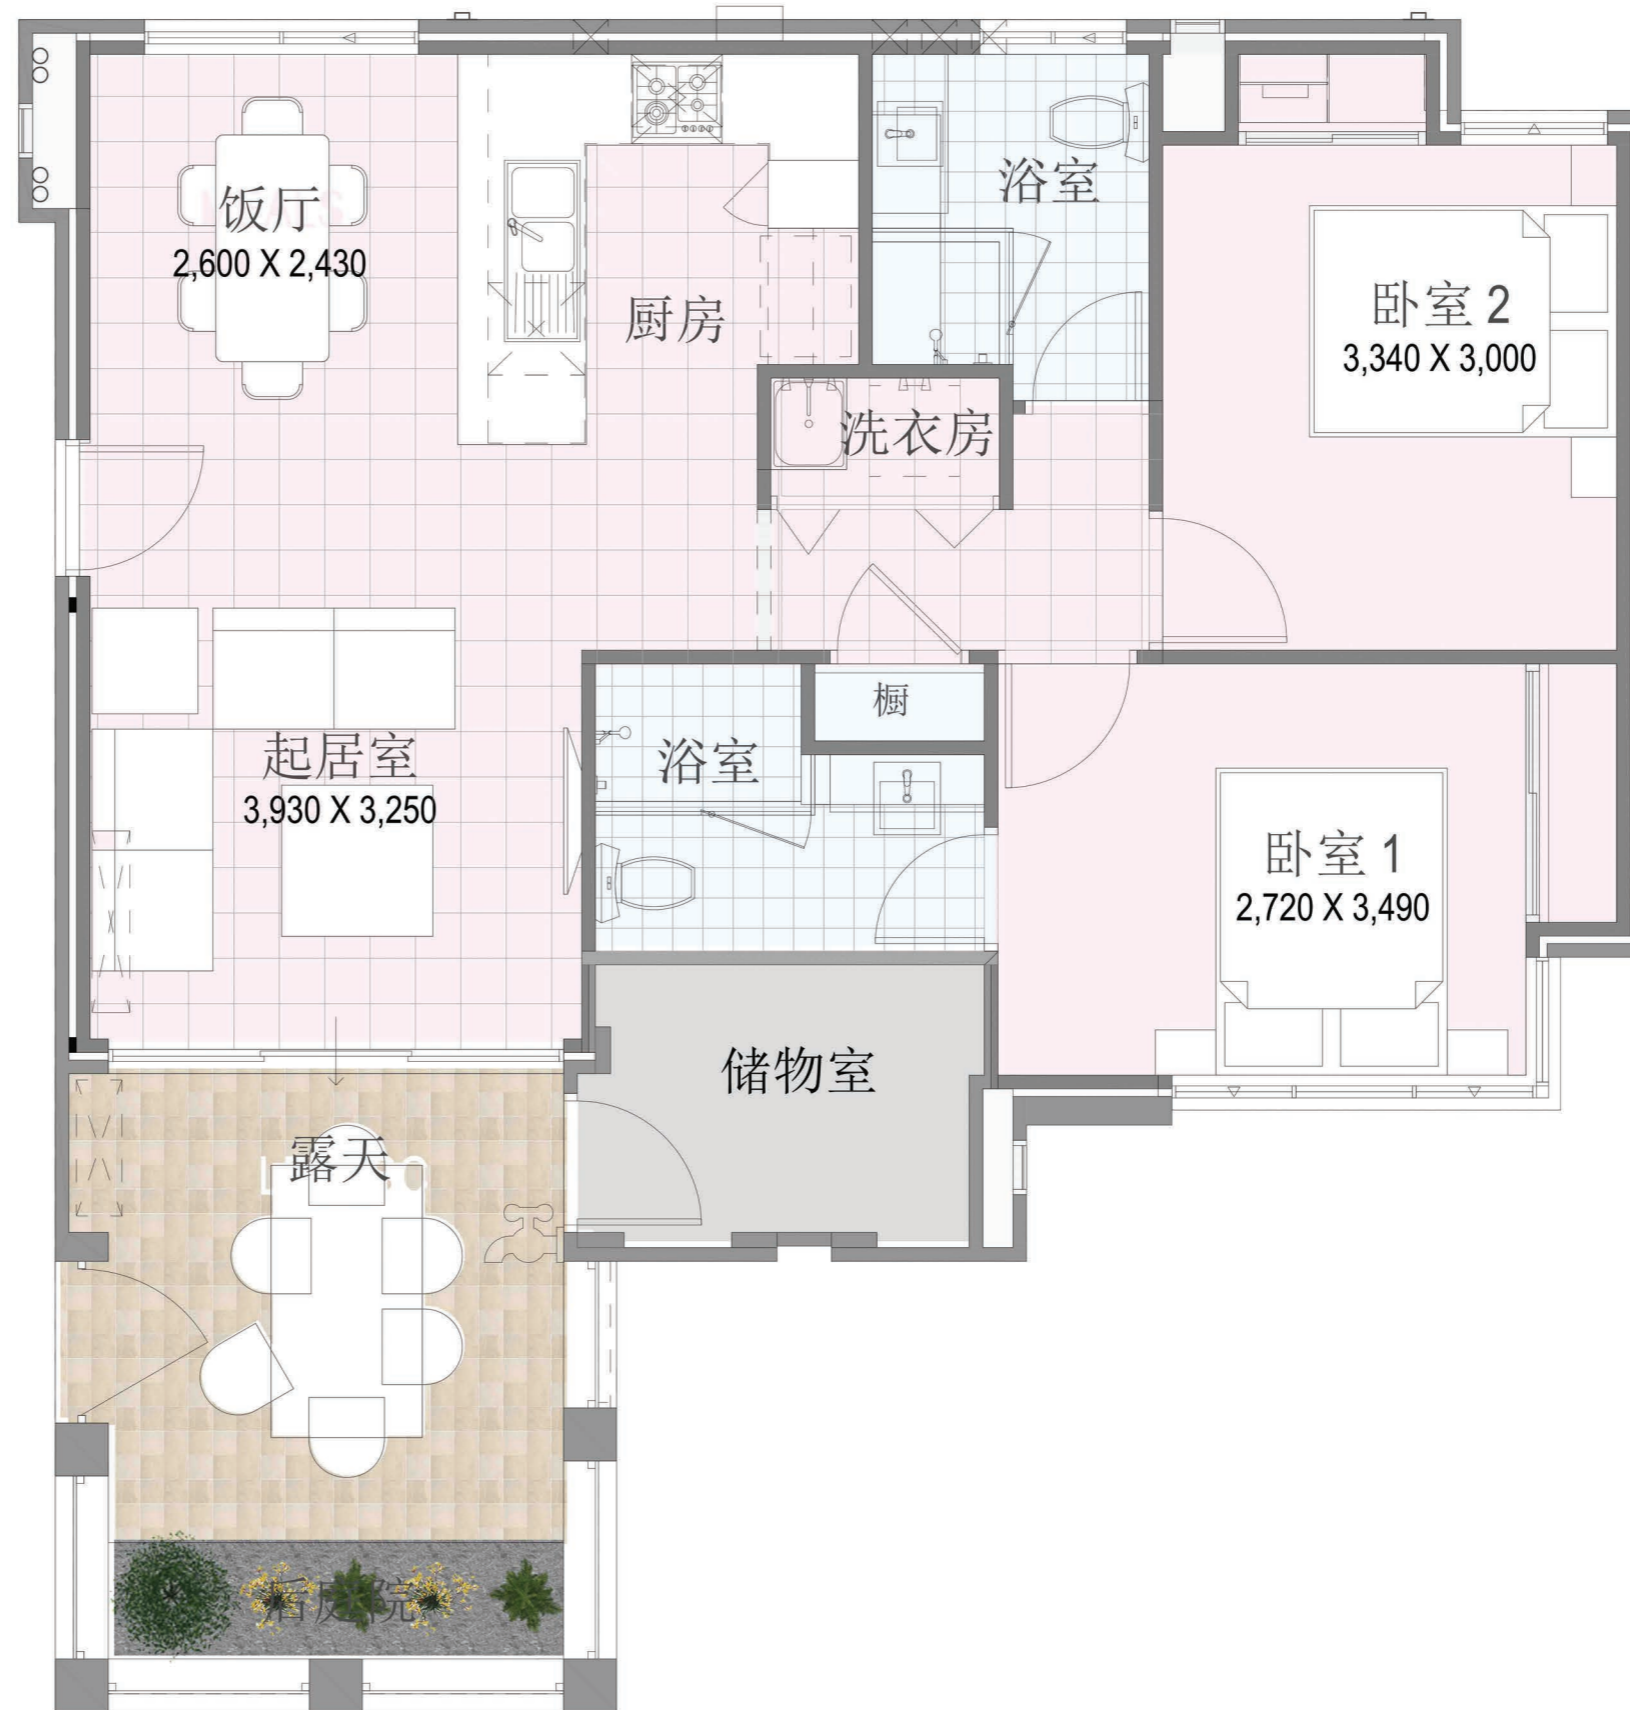 饭厅
2,600 X 2,430
厨房
浴室
卧室 2
3,340 X 3,000
洗衣房
橱
浴室
起居室
3,930 X 3,250
卧室 1
2,720 X 3,490
储物室
露天
后庭院